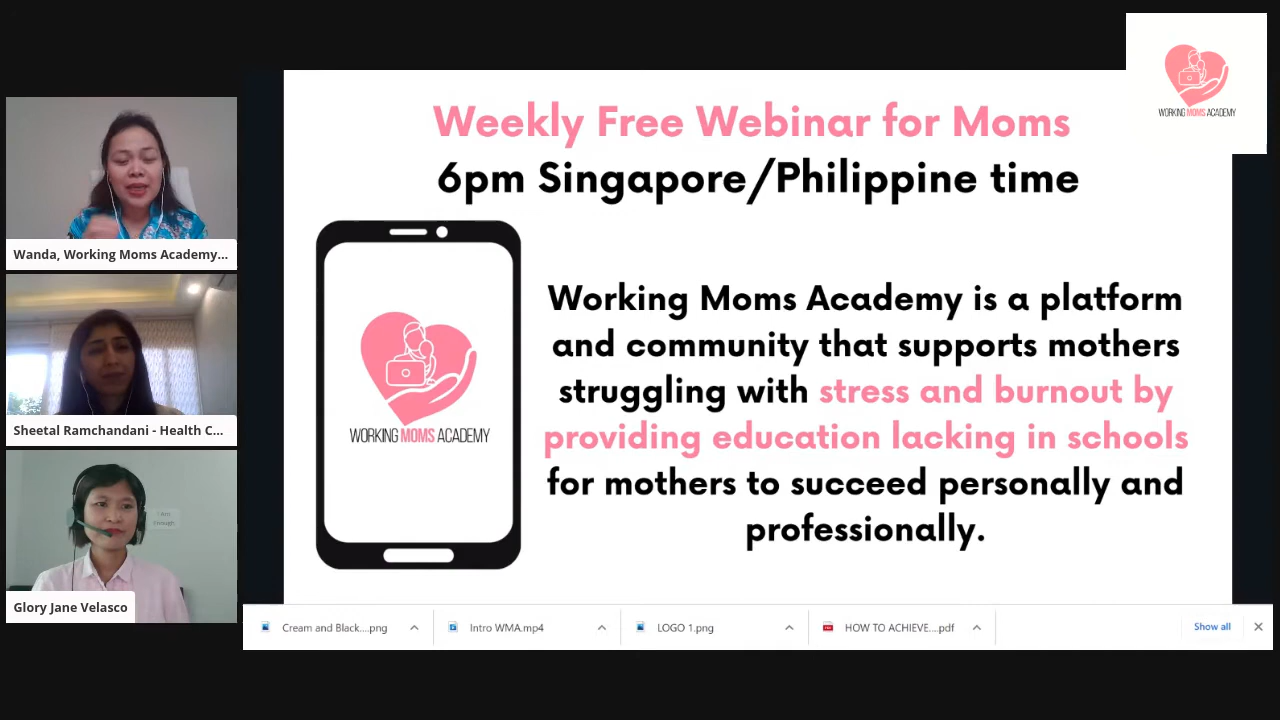 WORKING MOMS ACADEMY
Weekly Free Webinar for Moms
6pm Singapore/Philippine time
Working Moms Academy is a platform
and community that supports mothers
struggling with stress and burnout by
providing education lacking in schools
for mothers to succeed personally and
professionally.
WORKING MOMS ACADEMY
Wanda, Working Moms Academy...
Sheetal Ramchandani - Health C...
I Am
Enough
Glory Jane Velasco
Cream and Black....png
Intro WMA.mp4
LOGO 1.png
HOW TO ACHIEVE....pdf
Show all